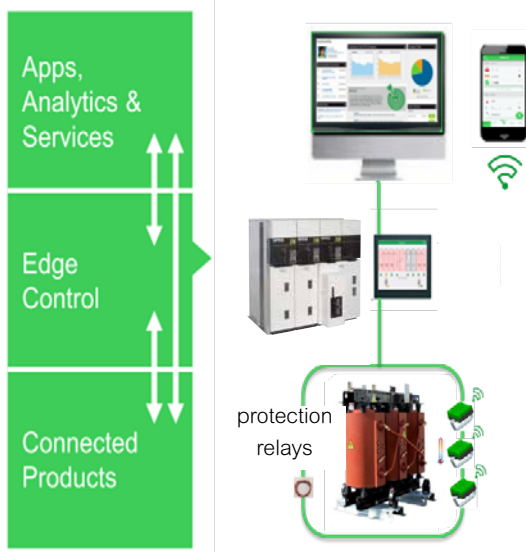 Apps,
Analytics &
Services
Edge
Control
Connected
Products
protection
relays